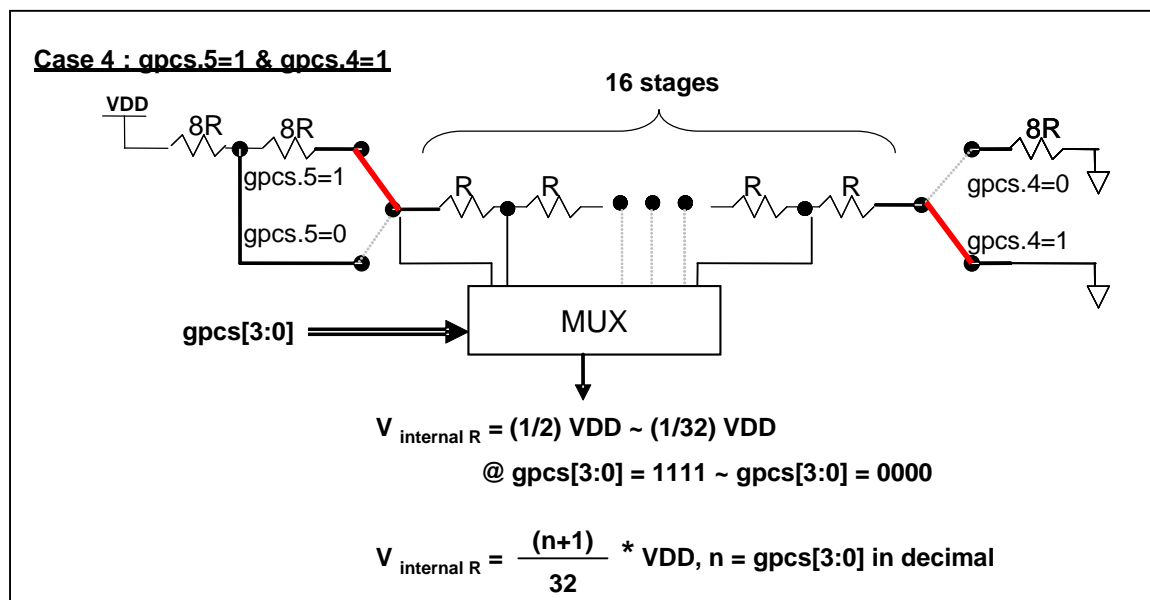 Case 4 : gpcs.5=1 & gpcs.4=1
16 stages
VDD
8R
8R
8R
gpcs.5=1
R
R
R
R
gpcs.4=0
gpcs.5=0
gpcs.4=1
MUX
gpcs[3:0]
V internal R = (1/2) VDD ~ (1/32) VDD
@ gpcs[3:0] = 1111 ~ gpcs[3:0] = 0000
V internal R = (n+1) / 32 * VDD, n = gpcs[3:0] in decimal